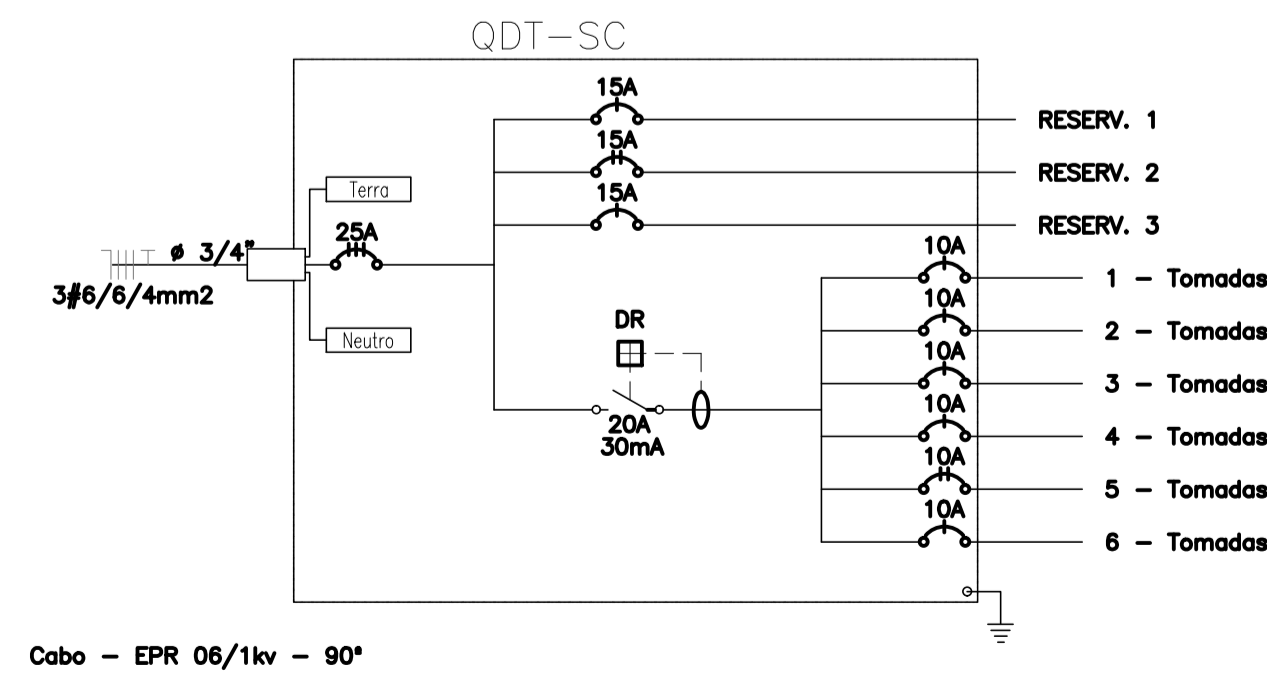 QDT-SC
15A
RESERV. 1
15A
RESERV. 2
15A
RESERV. 3
Terra
25A
ø 3/4"
3#6/6/4mm2
Neutro
DR
20A
30mA
10A
1 - Tomadas
10A
2 - Tomadas
10A
3 - Tomadas
10A
4 - Tomadas
10A
5 - Tomadas
10A
6 - Tomadas
Cabo - EPR 06/1kv - 90°